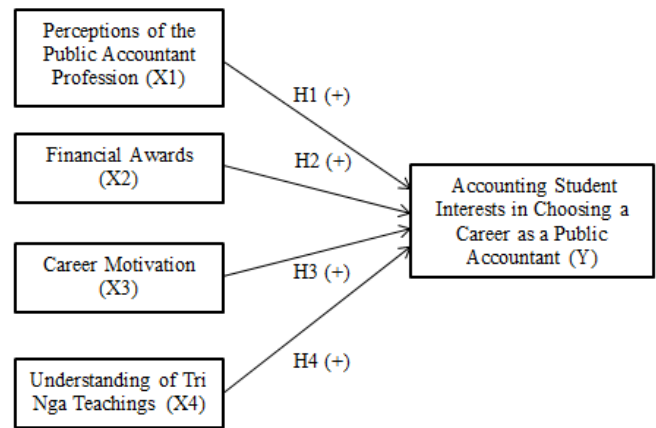 Perceptions of the
Public Accountant
Profession (X1)
H1 (+)
Financial Awards
(X2)
H2 (+)
Accounting Student
Interests in Choosing a
Career as a Public
Accountant (Y)
Career Motivation
(X3)
H3 (+)
H4 (+)
Understanding of Tri
Nga Teachings (X4)